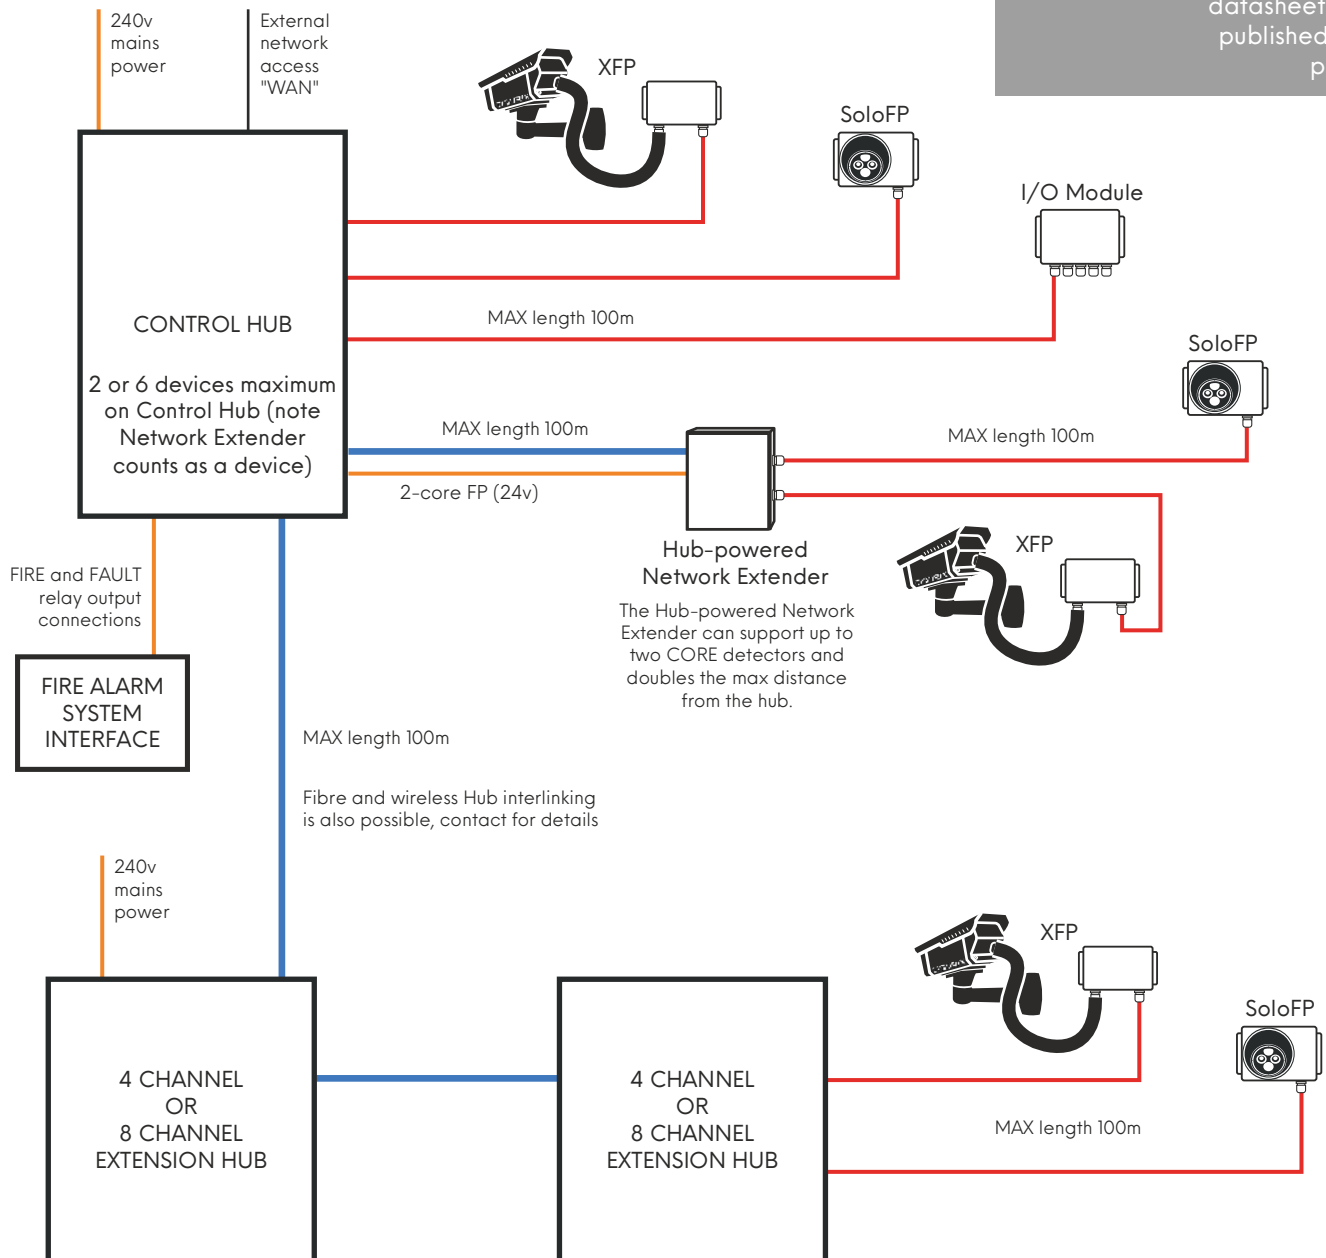 240v
mains
power
External
network
access
"WAN"
datasheet
published
p
XFP
SoloFP
I/O Module
CONTROL HUB
2 or 6 devices maximum
on Control Hub (note
Network Extender
counts as a device)
MAX length 100m
SoloFP
MAX length 100m
MAX length 100m
2-core FP (24v)
Hub-powered
Network Extender
The Hub-powered Network
Extender can support up to
two CORE detectors and
doubles the max distance
from the hub.
XFP
FIRE and FAULT
relay output
connections
FIRE ALARM
SYSTEM
INTERFACE
MAX length 100m
Fibre and wireless Hub interlinking
is also possible, contact for details
240v
mains
power
XFP
SoloFP
4 CHANNEL
OR
8 CHANNEL
EXTENSION HUB
4 CHANNEL
OR
8 CHANNEL
EXTENSION HUB
MAX length 100m